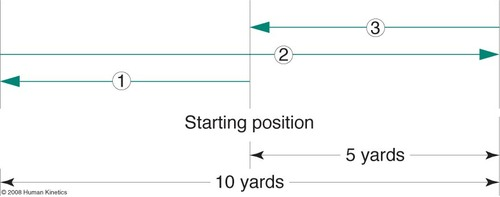 3
2
1
Starting position
5 yards
10 yards
© 2008 Human Kinetics